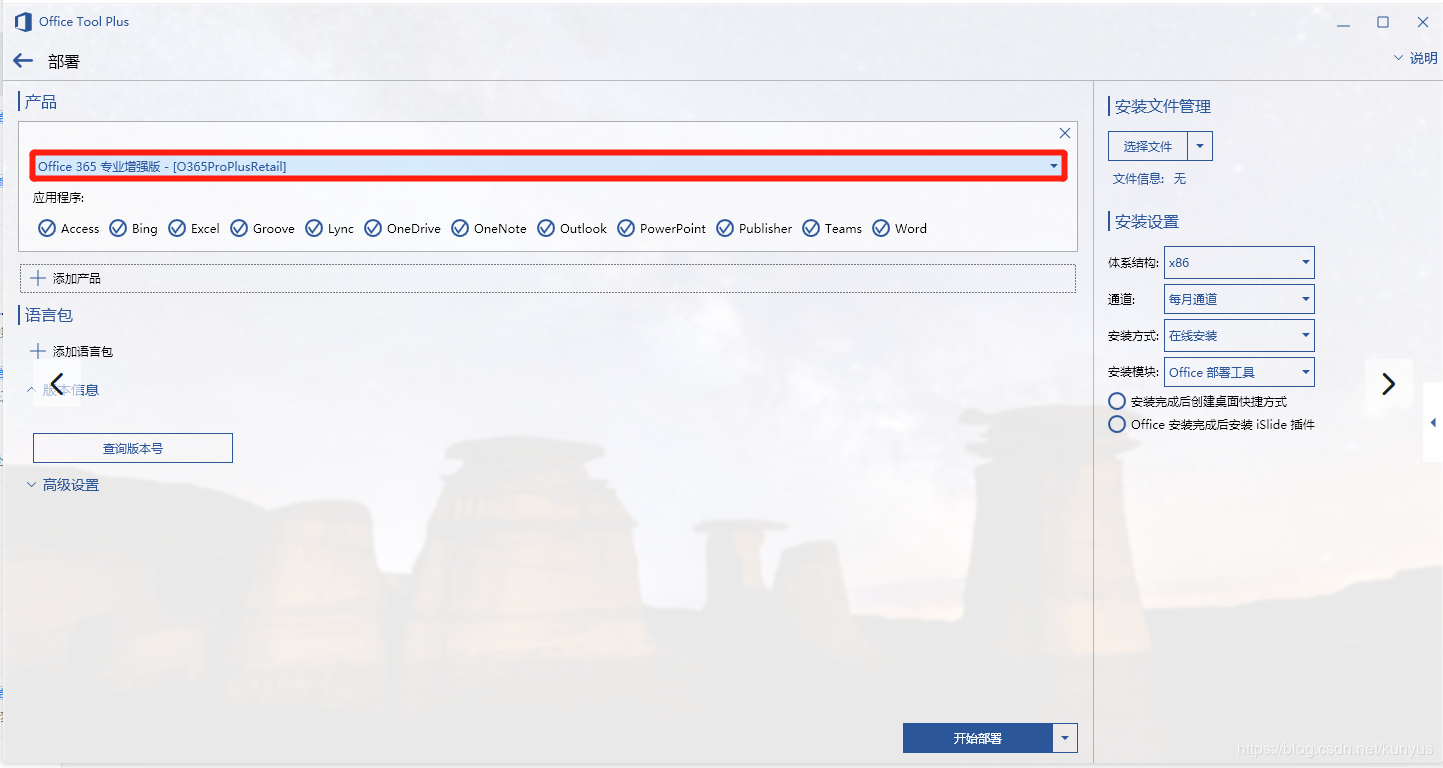 Office Tool Plus
部署
说明
产品
Office 365 专业增强版 - [O365ProPlusRetail]
应用程序:
Access Bing Excel Groove Lync OneDrive OneNote Outlook PowerPoint Publisher Teams Word
添加产品
语言包
添加语言包
版本信息
查询版本号
高级设置
开始部署
安装文件管理
选择文件
文件信息: 无
安装设置
体系结构: x86
通道: 每月通道
安装方式: 在线安装
安装模块: Office 部署工具
安装完成后创建桌面快捷方式
Office 安装完成后安装 iSlide 插件
https://blog.csdn.net/kunyus